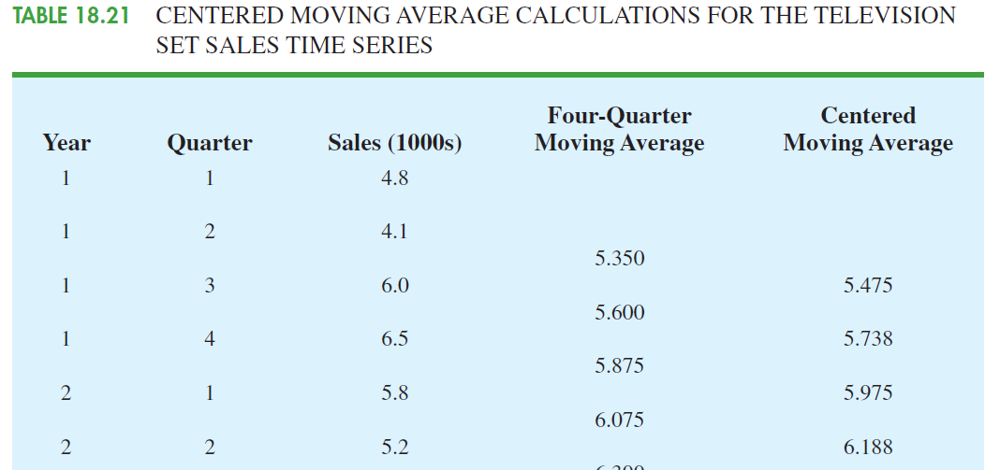 TABLE 18.21 CENTERED MOVING AVERAGE CALCULATIONS FOR THE TELEVISION
SET SALES TIME SERIES
Four-Quarter Centered
Year Quarter Sales (1000s) Moving Average Moving Average
1 1 4.8
1 2 4.1
5.350
1 3 6.0 5.475
5.600
1 4 6.5 5.738
5.875
2 1 5.8 5.975
6.075
2 2 5.2 6.188